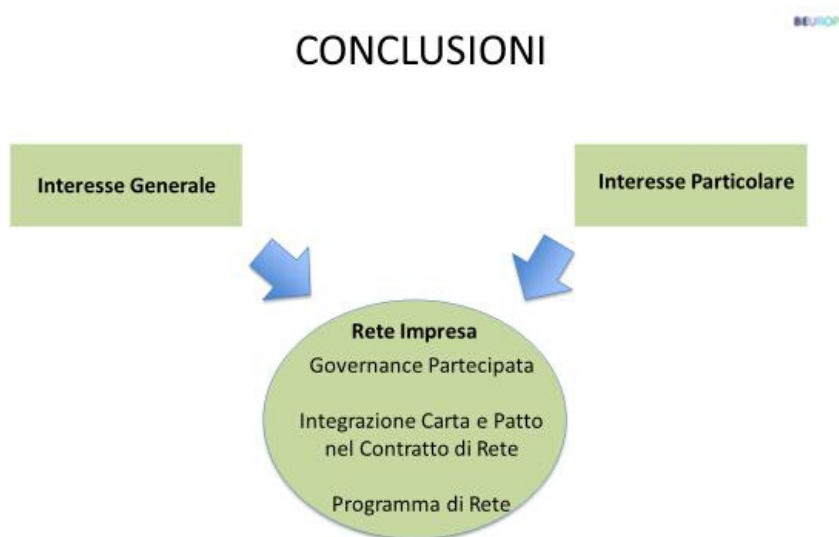 CONCLUSIONI
Interesse Generale
Interesse Particolare
Rete Impresa
Governance Partecipata
Integrazione Carta e Patto
nel Contratto di Rete
Programma di Rete